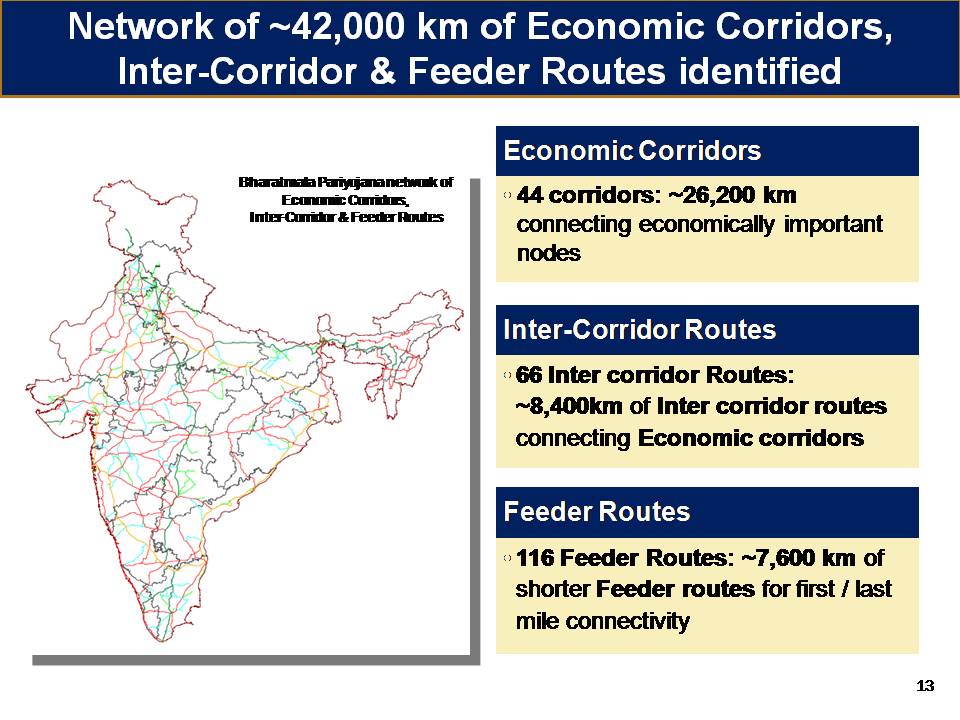 Network of ~42,000 km of Economic Corridors,
Inter-Corridor & Feeder Routes identified
Bharatmala Pariyojana network of
Economic Corridors,
Inter-Corridor & Feeder Routes
Economic Corridors
44 corridors: ~26,200 km
connecting economically important
nodes
Inter-Corridor Routes
66 Inter corridor Routes:
~8,400km of Inter corridor routes
connecting Economic corridors
Feeder Routes
116 Feeder Routes: ~7,600 km of
shorter Feeder routes for first / last
mile connectivity
13